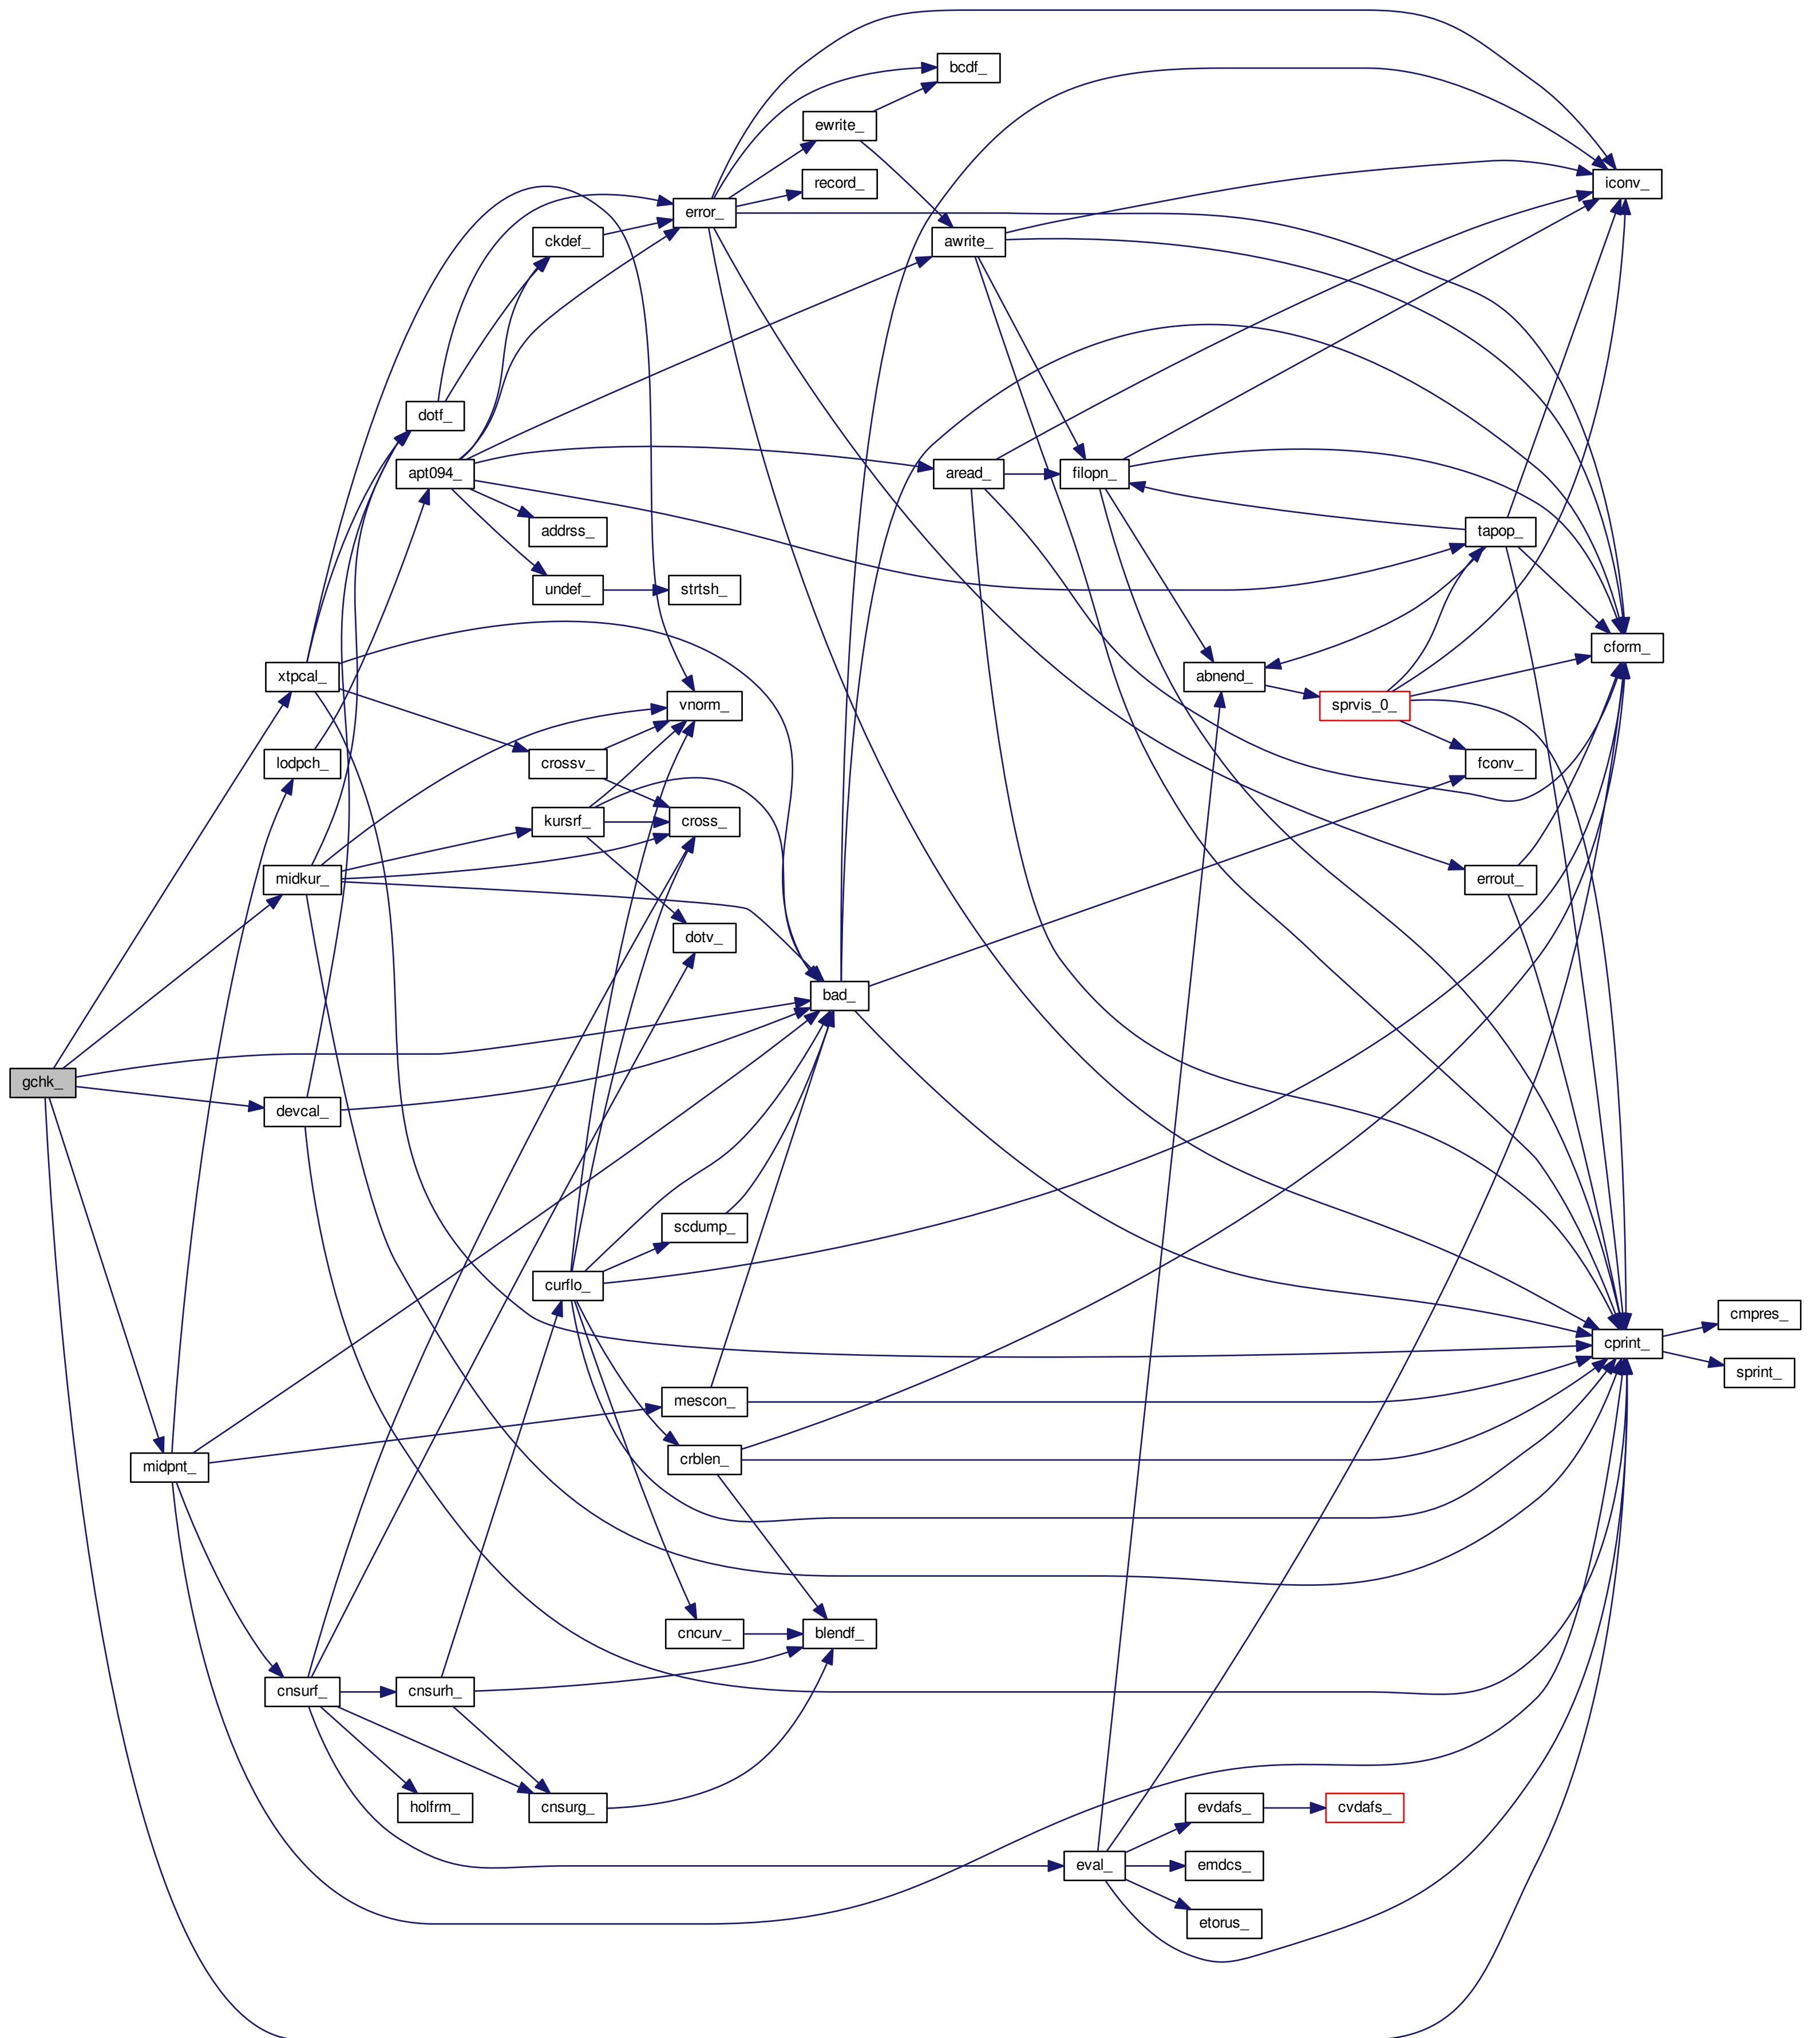 bcdf_
ewrite_
record_
iconv_
error_
ckdef_
awrite_
dotf_
apt094_
aread_
filopn_
addrss_
tapop_
undef_
strtsh_
cform_
xtpcal_
abnend_
sprvis_0_
vnorm_
lodpch_
crossv_
fconv_
kursrf_
cross_
midkur_
errout_
dotv_
bad_
gchk_
devcal_
scdump_
curflo_
cmpres_
cprint_
sprint_
mescon_
crblen_
midpnt_
cncurv_
blendf_
cnsurf_
cnsurh_
holfrm_
cnsurg_
evdafs_
cvdafs_
eval_
emdcs_
etorus_